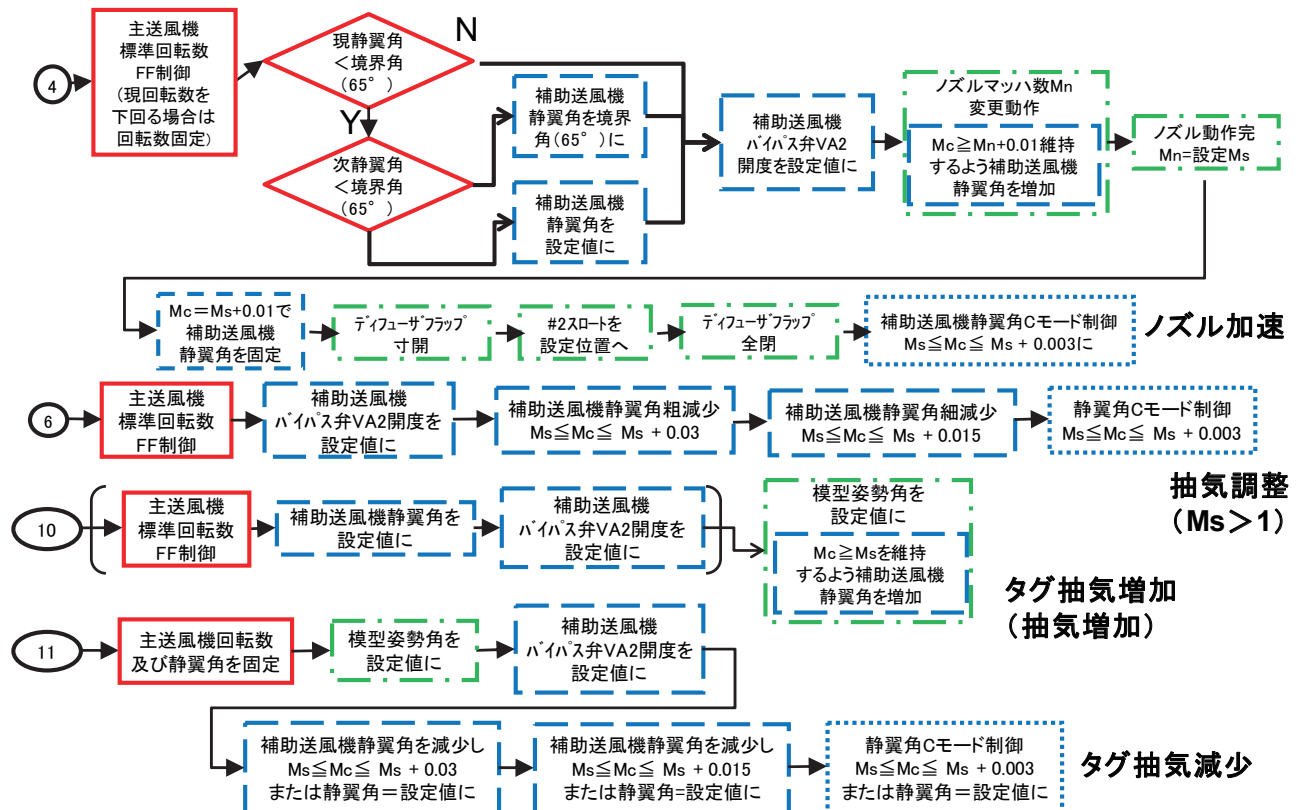 4
主送風機
標準回転数
FF制御
(現回転数を
下回る場合は
回転数固定)
現静翼角
＜境界角
(65°)
N
Y
次静翼角
＜境界角
(65°)
補助送風機
静翼角を境界
角(65°)に
補助送風機
静翼角を
設定値に
補助送風機
バイパス弁VA2
開度を設定値に
ノズルマッハ数Mn
変更動作
Mc≧Mn+0.01維持
するよう補助送風機
静翼角を増加
ノズル動作完
Mn=設定Ms
Mc＝Ms+0.01で
補助送風機
静翼角を固定
ディフューザフラップ
寸開
#2スロートを
設定位置へ
ディフューザフラップ
全閉
補助送風機静翼角Cモード制御
Ms≦Mc≦ Ms + 0.003に
ノズル加速
6
主送風機
標準回転数
FF制御
補助送風機
バイパス弁VA2開度を
設定値に
補助送風機静翼角粗減少
Ms≦Mc≦ Ms + 0.03
補助送風機静翼角細減少
Ms≦Mc≦ Ms + 0.015
静翼角Cモード制御
Ms≦Mc≦ Ms + 0.003
抽気調整
（Ms＞1）
10
主送風機
標準回転数
FF制御
補助送風機静翼角を
設定値に
補助送風機
バイパス弁VA2開度を
設定値に
模型姿勢角を
設定値に
Mc≧Msを維持
するよう補助送風機
静翼角を増加
タグ抽気増加
（抽気増加）
11
主送風機回転数
及び静翼角を固定
模型姿勢角を
設定値に
補助送風機
バイパス弁VA2開度を
設定値に
補助送風機静翼角を減少し
Ms≦Mc≦ Ms + 0.03
または静翼角＝設定値に
補助送風機静翼角を減少し
Ms≦Mc≦ Ms + 0.015
または静翼角=設定値に
静翼角Cモード制御
Ms≦Mc≦ Ms + 0.003
または静翼角＝設定値に
タグ抽気減少